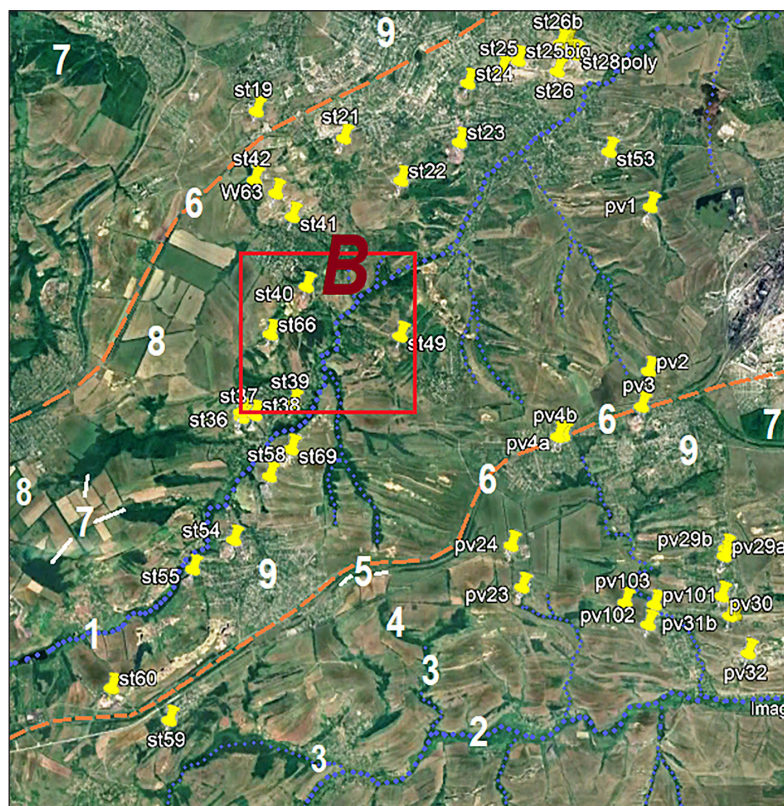 st26b
9
st25
st25big
7
st28poly
st24
st26
st19
st21
st23
st53
st42
st22
W63
6
pv1
st41
B
st40
st66
8
st49
pv2
st39
st37
pv3
st38
st36
pv4b
6
7
pv4a
9
st58
st69
8
6
7
st54
pv29b
pv24
pv29a
st55
9
5
pv103
pv101
pv23
pv30
pv102
4
pv31b
1
3
pv32
st60
Imag
st59
2
3